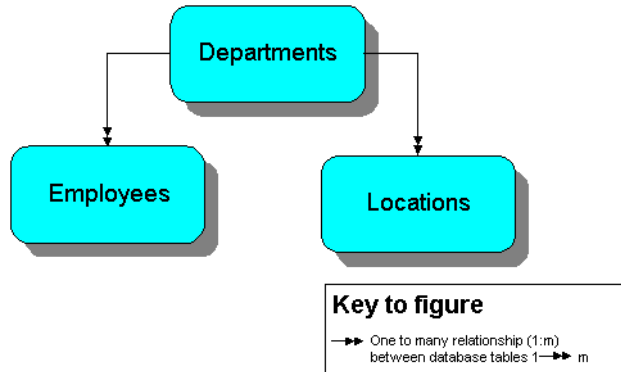 Departments
Employees
Locations
Key to figure
One to many relationship (1:m)
between database tables 1 m